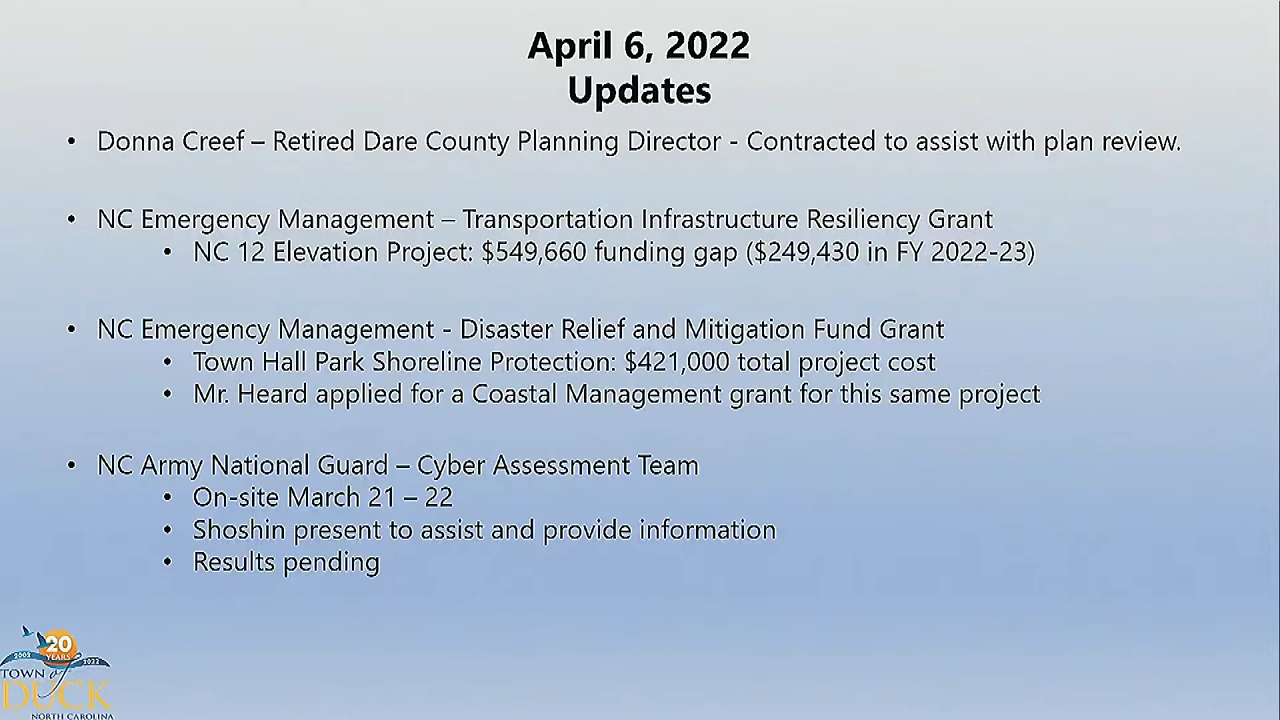 April 6, 2022
Updates
• Donna Creef – Retired Dare County Planning Director - Contracted to assist with plan review.
• NC Emergency Management – Transportation Infrastructure Resiliency Grant
• NC 12 Elevation Project: $549,660 funding gap ($249,430 in FY 2022-23)
• NC Emergency Management - Disaster Relief and Mitigation Fund Grant
• Town Hall Park Shoreline Protection: $421,000 total project cost
• Mr. Heard applied for a Coastal Management grant for this same project
• NC Army National Guard – Cyber Assessment Team
• On-site March 21 – 22
• Shoshin present to assist and provide information
• Results pending
20
YEARS
2002 2022
TOWN of
DUCK
NORTH CAROLINA